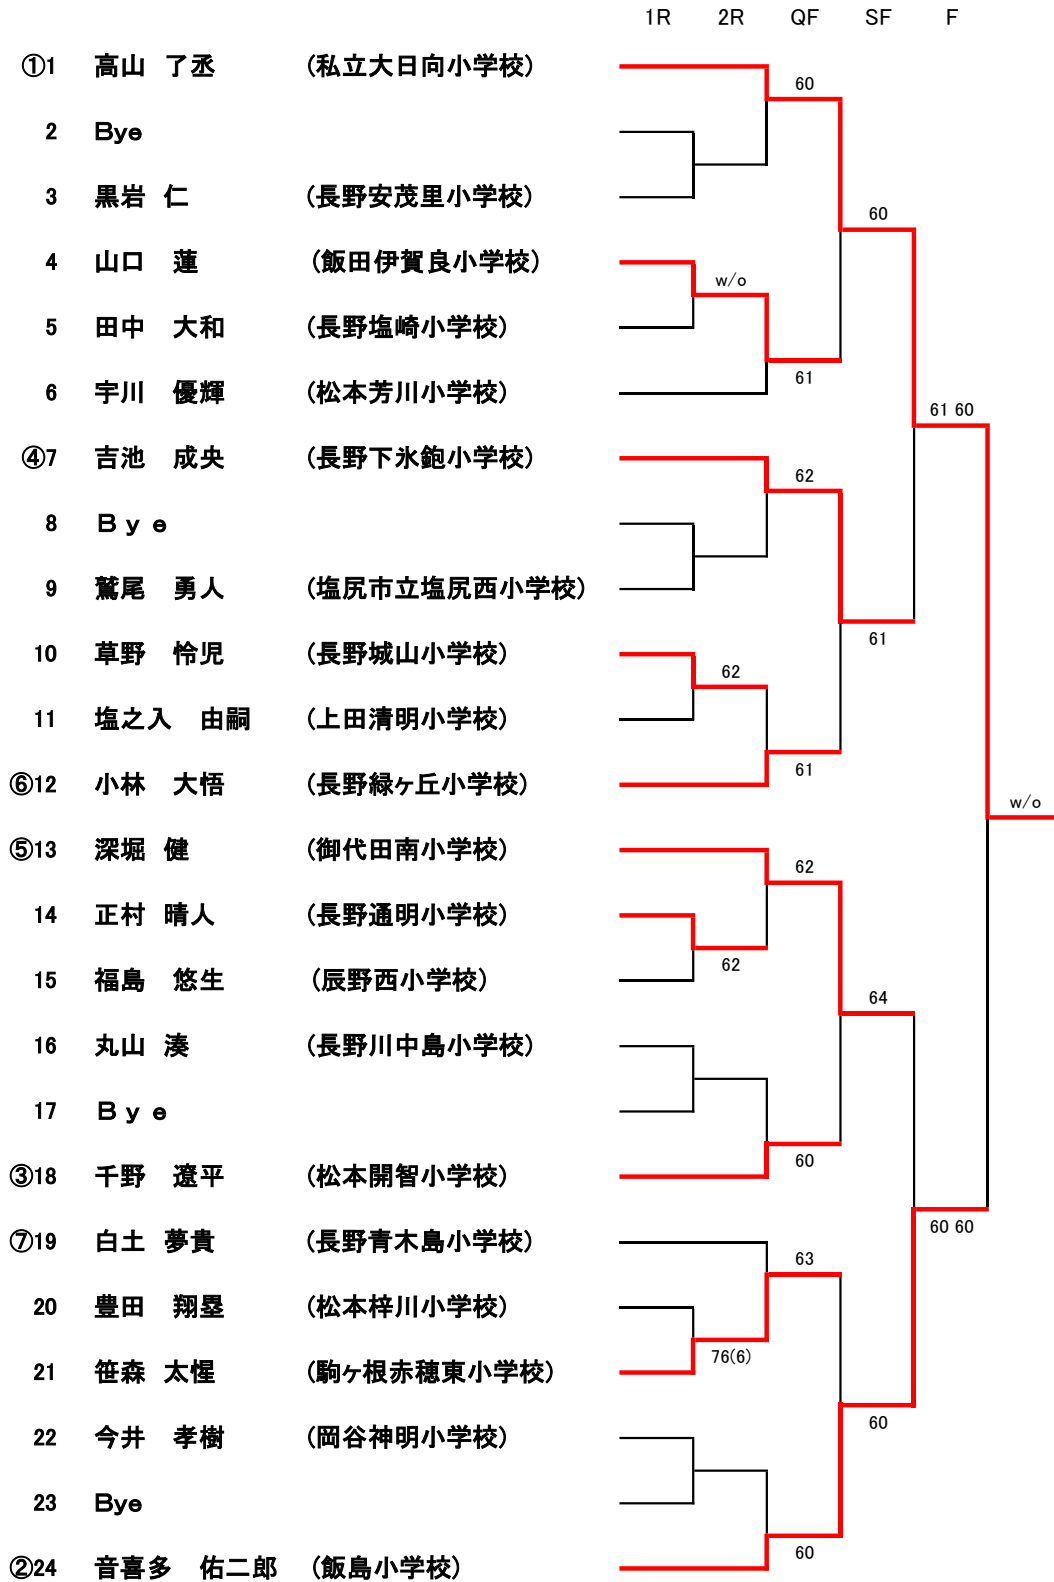 1R 2R QF SF F
①1 高山 了丞 (私立大日向小学校)
60
2 Bye
3 黒岩 仁 (長野安茂里小学校)
60
4 山口 蓮 (飯田伊賀良小学校)
w/o
5 田中 大和 (長野塩崎小学校)
61
6 宇川 優輝 (松本芳川小学校)
61 60
④7 吉池 成央 (長野下氷鉋小学校)
62
8 Bye
9 鷲尾 勇人 (塩尻市立塩尻西小学校)
61
10 草野 怜児 (長野城山小学校)
62
11 塩之入 由嗣 (上田清明小学校)
61
⑥12 小林 大悟 (長野緑ヶ丘小学校)
w/o
⑤13 深堀 健 (御代田南小学校)
62
14 正村 晴人 (長野通明小学校)
62
15 福島 悠生 (辰野西小学校)
64
16 丸山 湊 (長野川中島小学校)
17 Bye
60
③18 千野 遼平 (松本開智小学校)
60 60
⑦19 白土 夢貴 (長野青木島小学校)
63
20 豊田 翔塁 (松本梓川小学校)
76(6)
21 笹森 太惺 (駒ヶ根赤穂東小学校)
60
22 今井 孝樹 (岡谷神明小学校)
23 Bye
60
②24 音喜多 佑二郎 (飯島小学校)